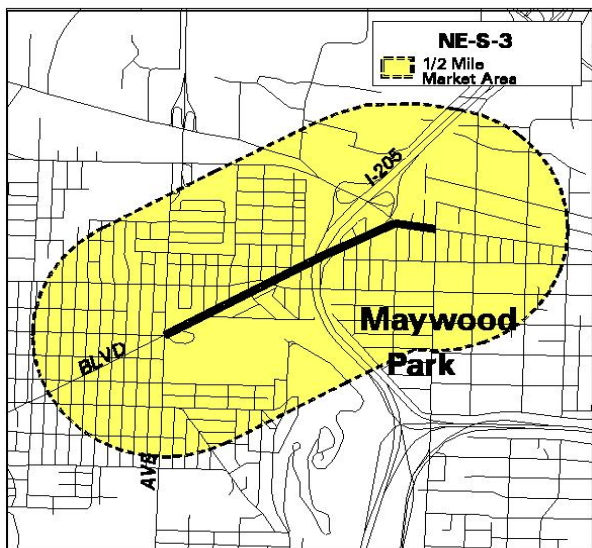 NE-S-3
1/2 Mile
Market Area
I-205
Maywood
Park
BLVD
AVE